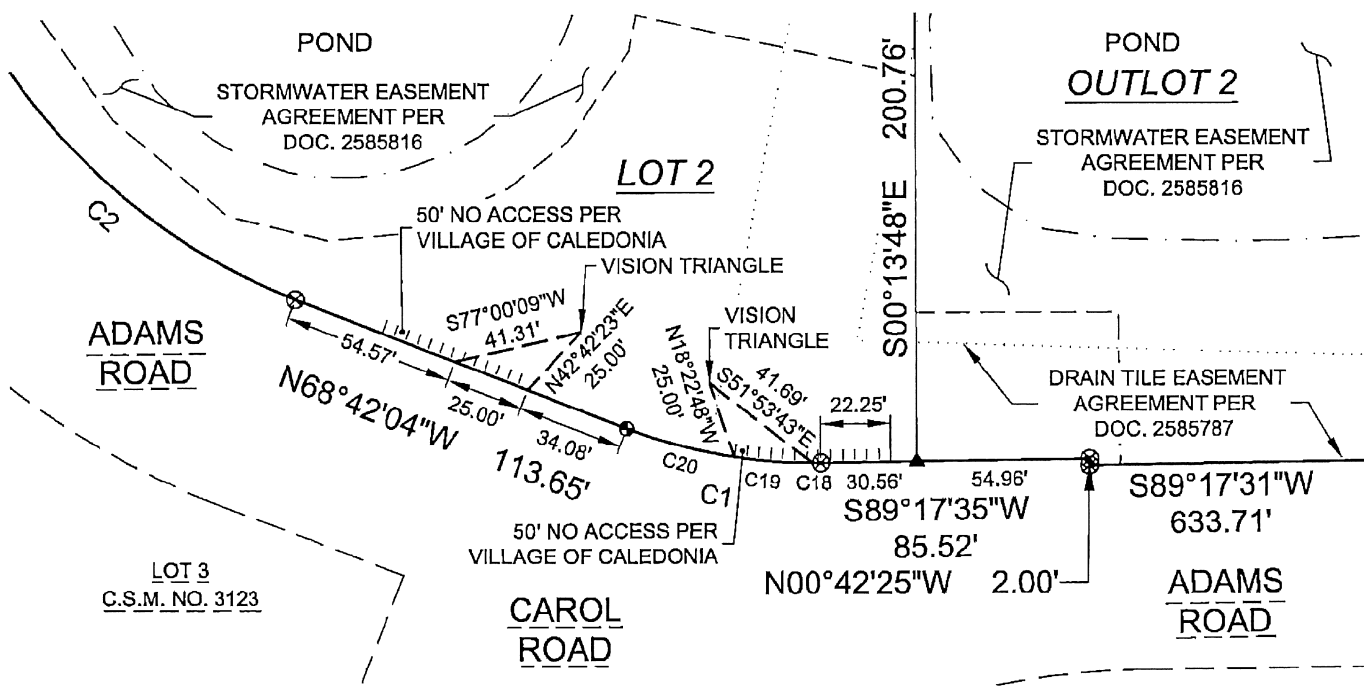 POND
STORMWATER EASEMENT
AGREEMENT PER
DOC. 2585816
LOT 2
50' NO ACCESS PER
VILLAGE OF CALEDONIA
VISION TRIANGLE
C2
ADAMS
ROAD
S77°00'09"W
41.31'
N42°42'23"E
25.00'
54.57'
25.00'
34.08'
N68°42'04"W
113.65'
VISION
TRIANGLE
N18°22'48"W
25.00'
41.69'
S51°53'43"E
22.25'
C20
C1
C19
C18
30.56'
54.96'
S89°17'35"W
85.52'
N00°42'25"W 2.00'
50' NO ACCESS PER
VILLAGE OF CALEDONIA
S00°13'48"E 200.76'
POND
OUTLOT 2
STORMWATER EASEMENT
AGREEMENT PER
DOC. 2585816
DRAIN TILE EASEMENT
AGREEMENT PER
DOC. 2585787
S89°17'31"W
633.71'
ADAMS
ROAD
LOT 3
C.S.M. NO. 3123
CAROL
ROAD